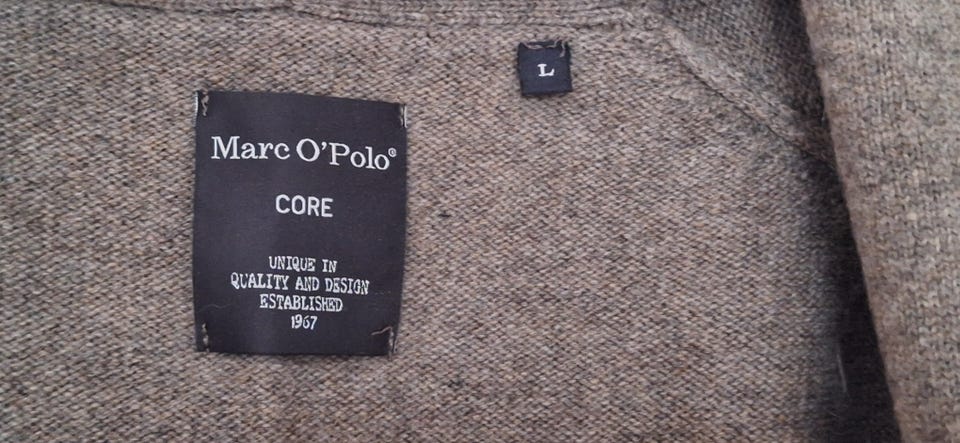 L
Marc O'Polo®
CORE
UNIQUE IN
QUALITY AND DESIGN
ESTABLISHED
1967